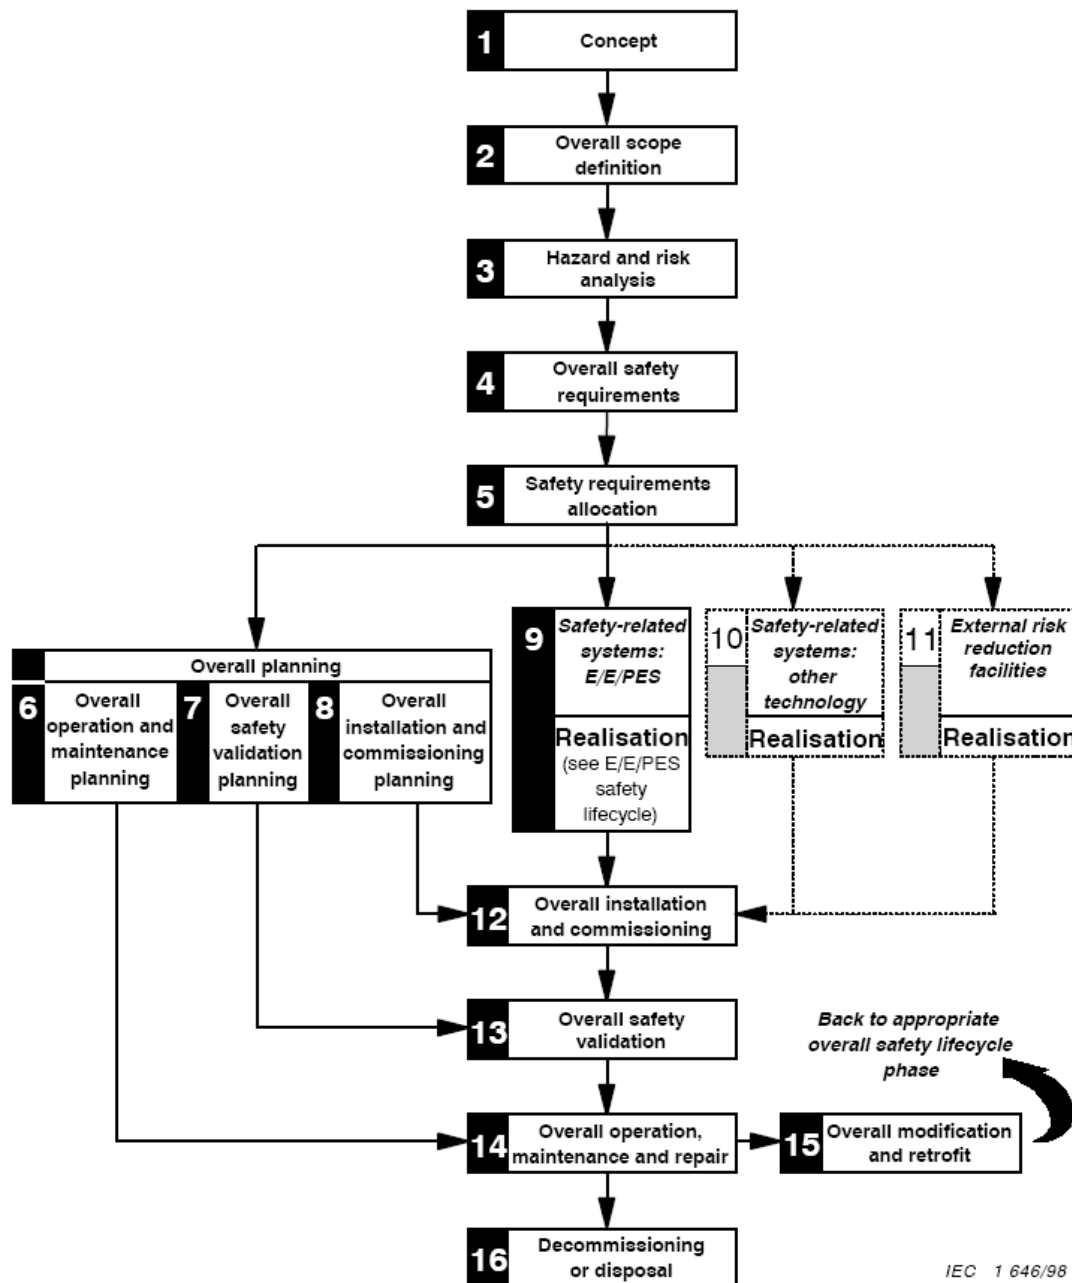 1
Concept
2
Overall scope
definition
3
Hazard and risk
analysis
4
Overall safety
requirements
5
Safety requirements
allocation
Overall planning
6
Overall
operation and
maintenance
planning
7
Overall
safety
validation
planning
8
Overall
installation and
commissioning
planning
9
Safety-related
systems:
E/E/PES
Realisation
(see E/E/PES
safety
lifecycle)
10
Safety-related
systems:
other
technology
Realisation
11
External risk
reduction
facilities
Realisation
12
Overall installation
and commissioning
13
Overall safety
validation
Back to appropriate
overall safety lifecycle
phase
14
Overall operation,
maintenance and repair
15
Overall modification
and retrofit
16
Decommissioning
or disposal
IEC 1 646/98